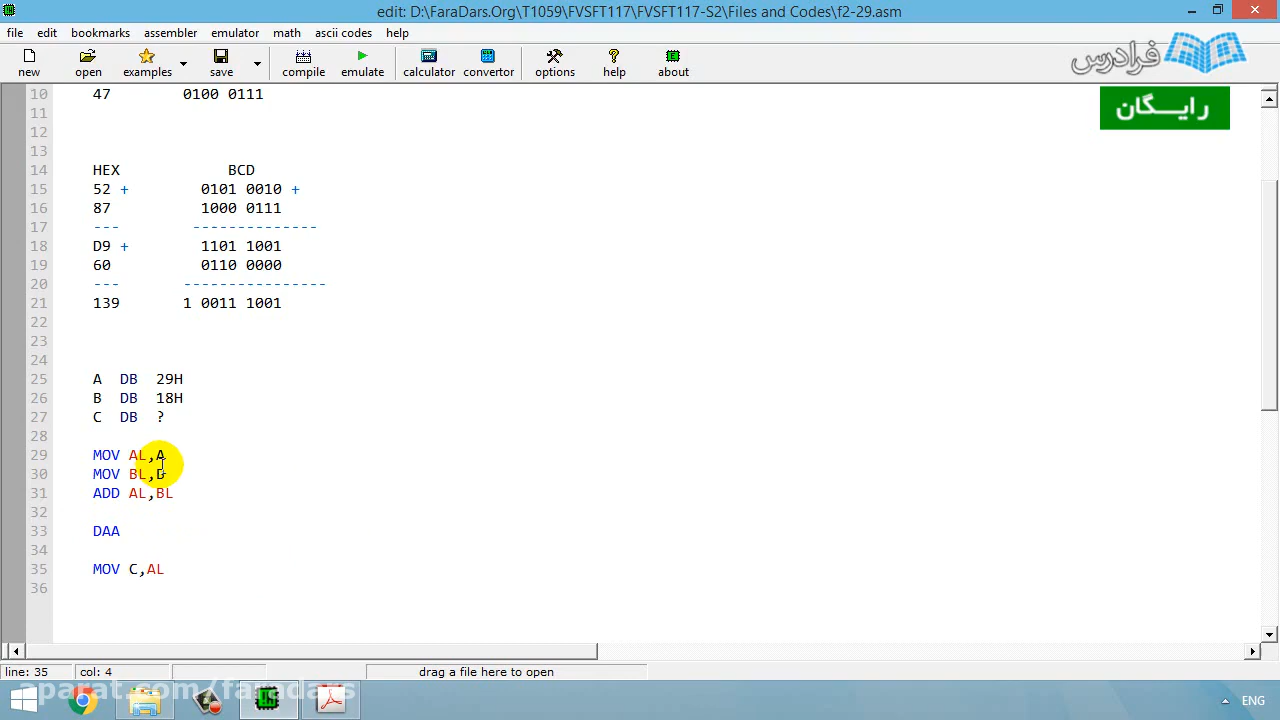 edit: D:\FaraDars.Org\T1059\FVSFT117\FVSFT117-S2\Files and Codes\f2-29.asm
file edit bookmarks assembler emulator math ascii codes help
new open examples save compile emulate calculator convertor options help about
فرادرس
رایگان
10 47 0100 0111
11
12
13
14 HEX BCD
15 52 + 0101 0010 +
16 87 1000 0111
17 --- --------------
18 D9 + 1101 1001
19 60 0110 0000
20 --- ----------------
21 139 1 0011 1001
22
23
24
25 A DB 29H
26 B DB 18H
27 C DB ?
28
29 MOV AL,A
30 MOV BL,
31 ADD AL,BL
32
33 DAA
34
35 MOV C,AL
36
line: 35 col: 4 drag a file here to open
aparat.com/faradars
ENG